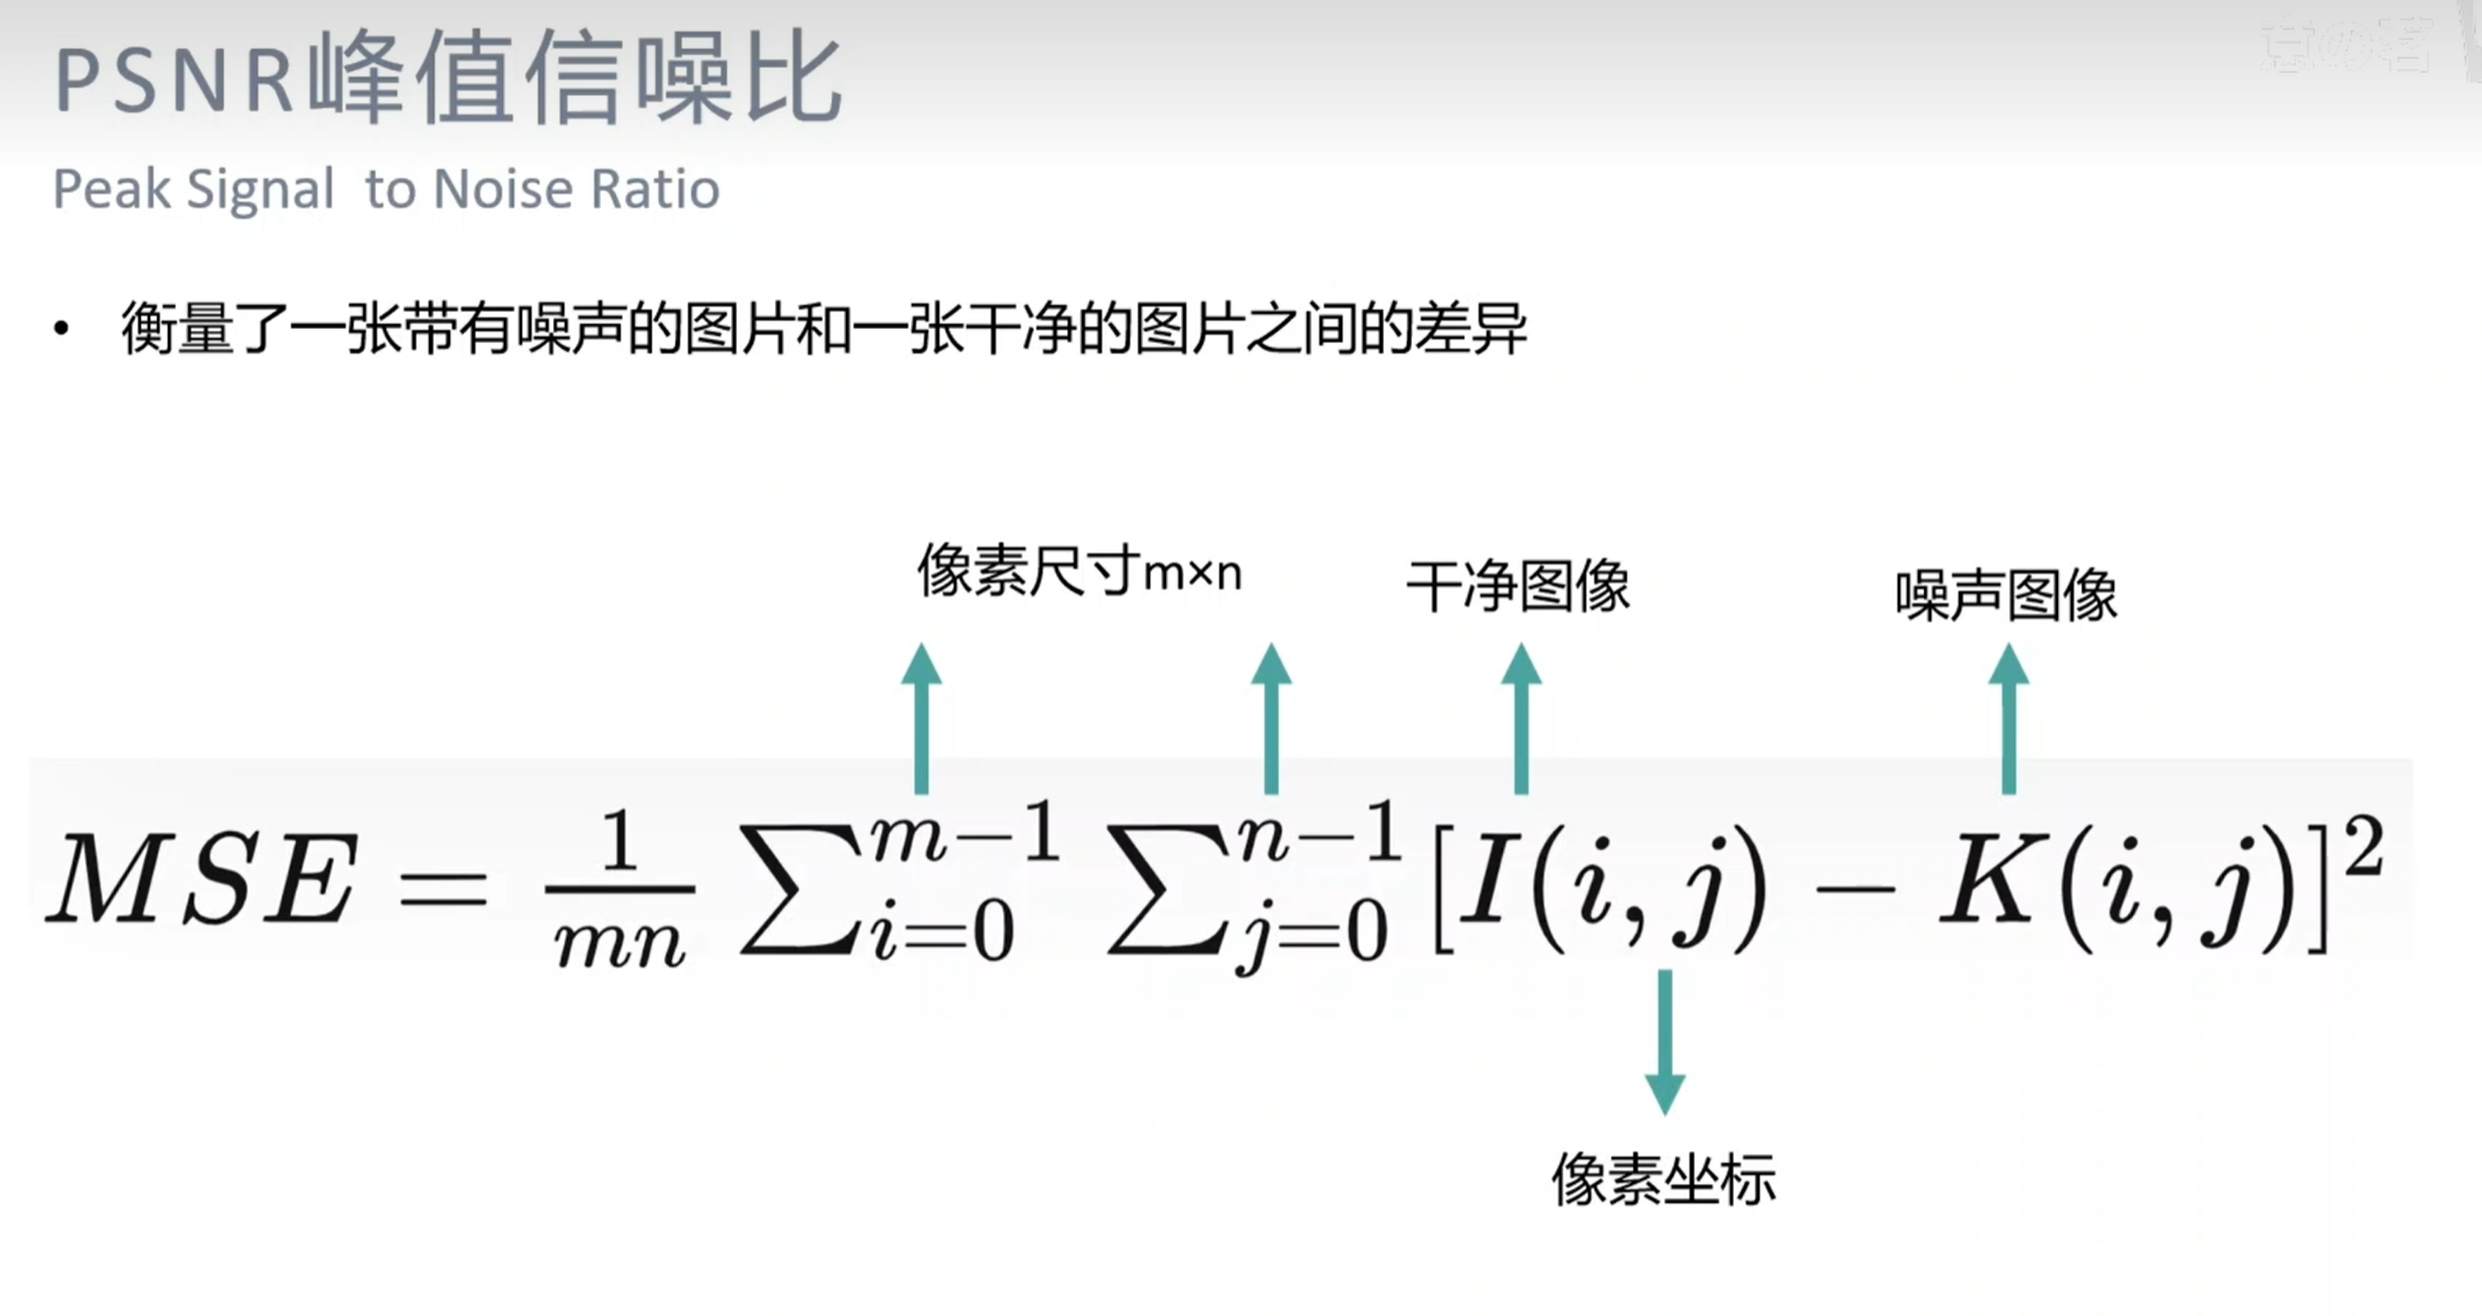 PSNR峰值信噪比
Peak Signal to Noise Ratio
• 衡量了一张带有噪声的图片和一张干净的图片之间的差异
像素尺寸m×n
干净图像
噪声图像
MSE = \frac{1}{mn} \sum_{i=0}^{m-1} \sum_{j=0}^{n-1} [I(i, j) − K(i, j)]^2
像素坐标